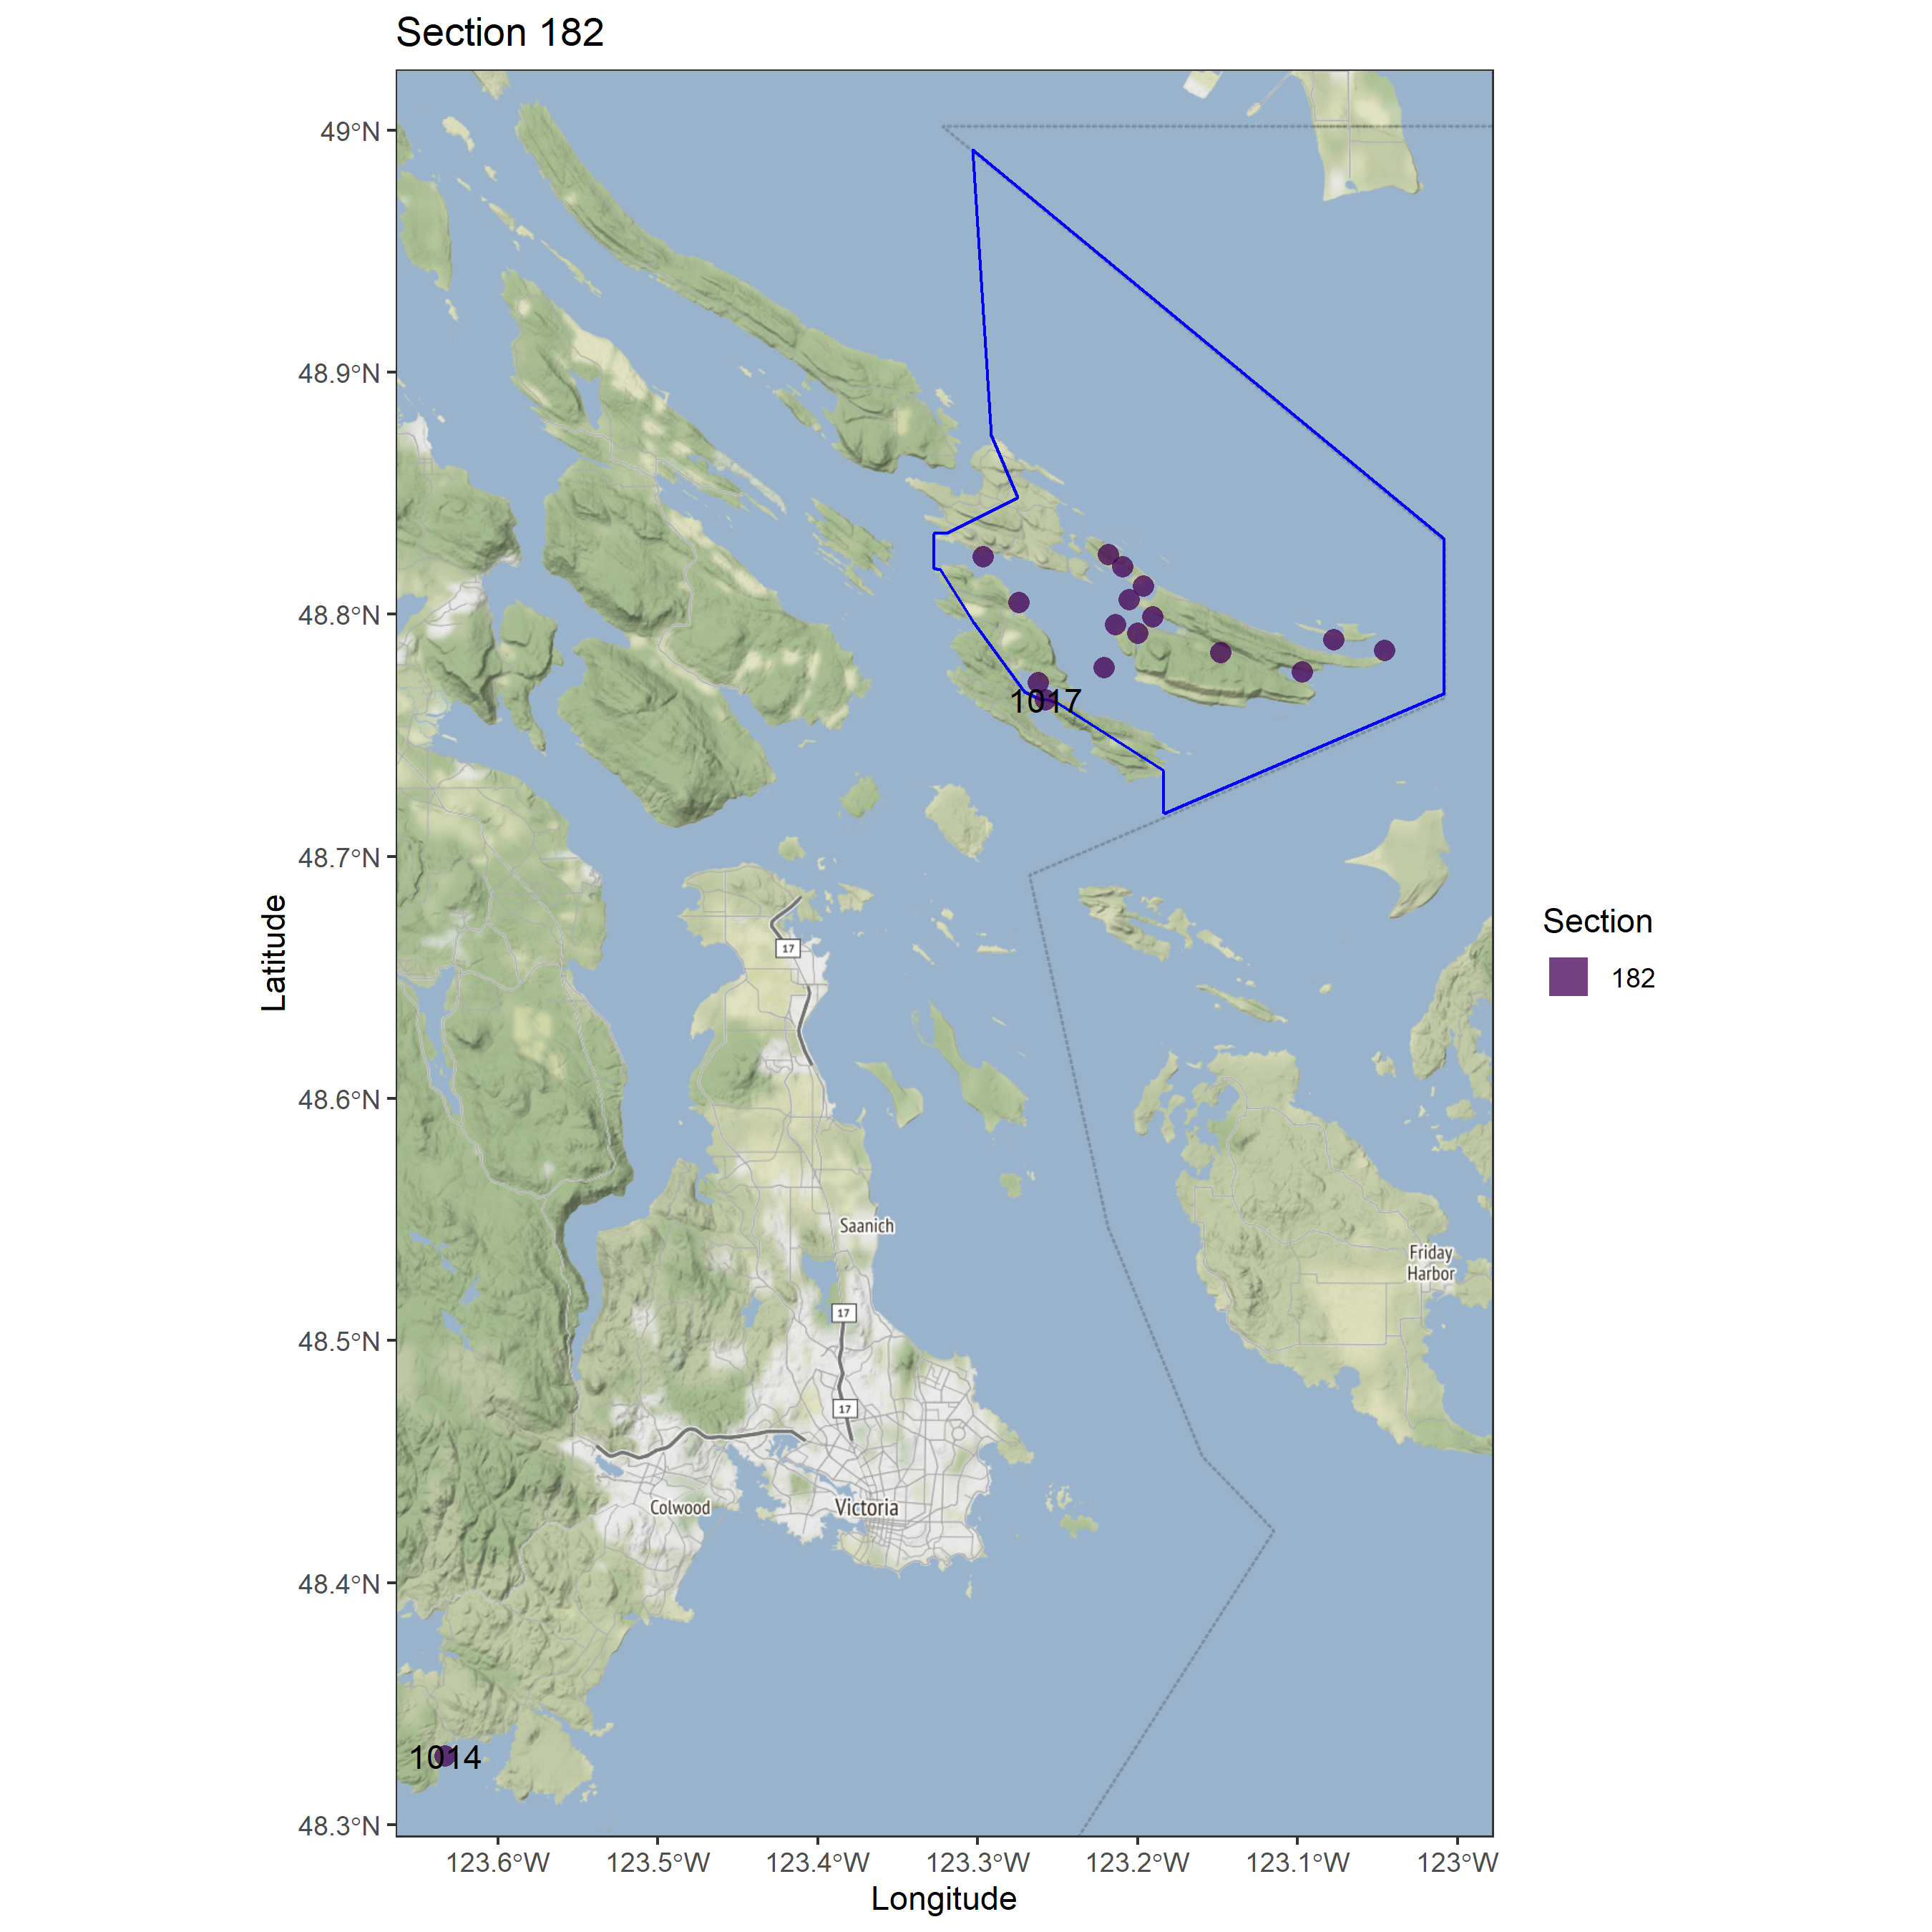 Section 182
49°N
48.9°N
48.8°N
48.7°N
48.6°N
48.5°N
48.4°N
48.3°N
Latitude
1017
17
Saanich
Friday
Harbor
17
17
Colwood
Victoria
1014
123.6°W
123.5°W
123.4°W
123.3°W
123.2°W
123.1°W
123°W
Longitude
Section
182